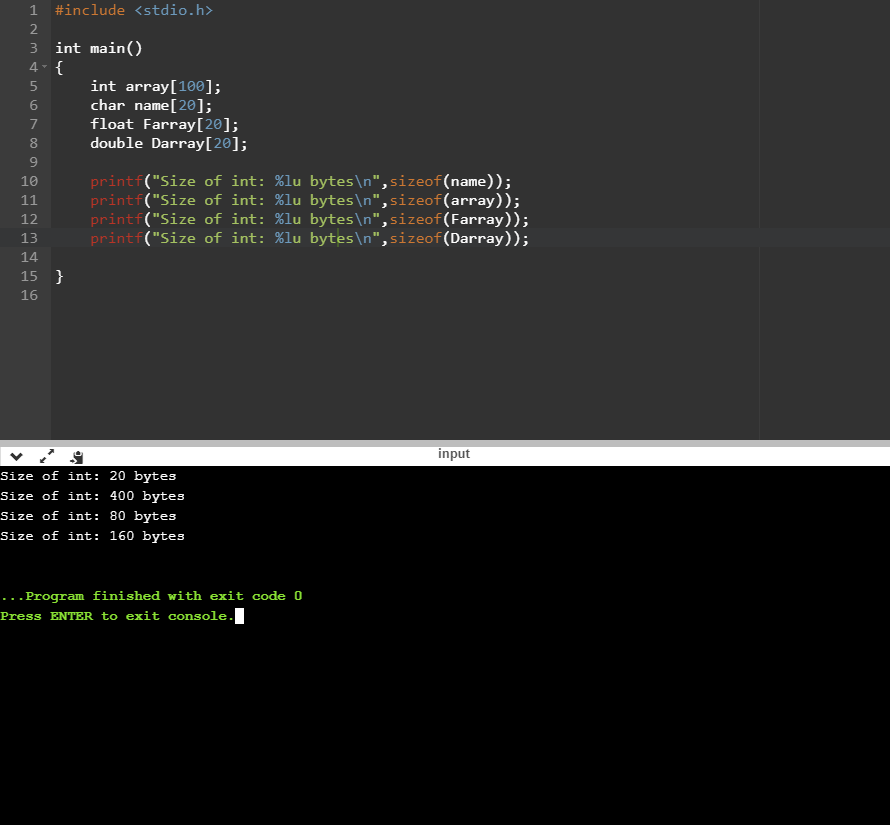 1 #include <stdio.h>
2
3 int main()
4 {
5     int array[100];
6     char name[20];
7     float Farray[20];
8     double Darray[20];
9
10     printf("Size of int: %lu bytes\n",sizeof(name));
11     printf("Size of int: %lu bytes\n",sizeof(array));
12     printf("Size of int: %lu bytes\n",sizeof(Farray));
13     printf("Size of int: %lu bytes\n",sizeof(Darray));
14
15 }
16
input
Size of int: 20 bytes
Size of int: 400 bytes
Size of int: 80 bytes
Size of int: 160 bytes
...Program finished with exit code 0
Press ENTER to exit console.